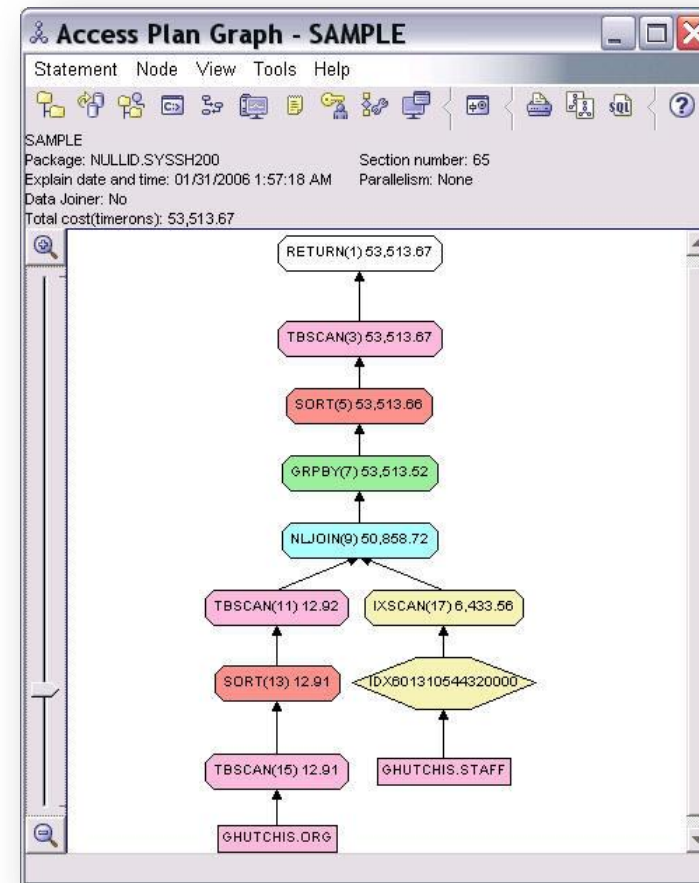 Access Plan Graph - SAMPLE
Statement Node View Tools Help
SAMPLE
Package: NULLID.SYSSH200 Section number: 65
Explain date and time: 01/31/2006 1:57:18 AM Parallelism: None
Data Joiner: No
Total cost(timerons): 53,513.67
RETURN(1) 53,513.67
TBSCAN(3) 53,513.67
SORT(5) 53,513.66
GRPBY(7) 53,513.52
NLJOIN(9) 50,858.72
TBSCAN(11) 12.92 IXSCAN(17) 6,433.56
SORT(13) 12.91 IDX601310544320000
TBSCAN(15) 12.91 GHUTCHIS.STAFF
GHUTCHIS.ORG